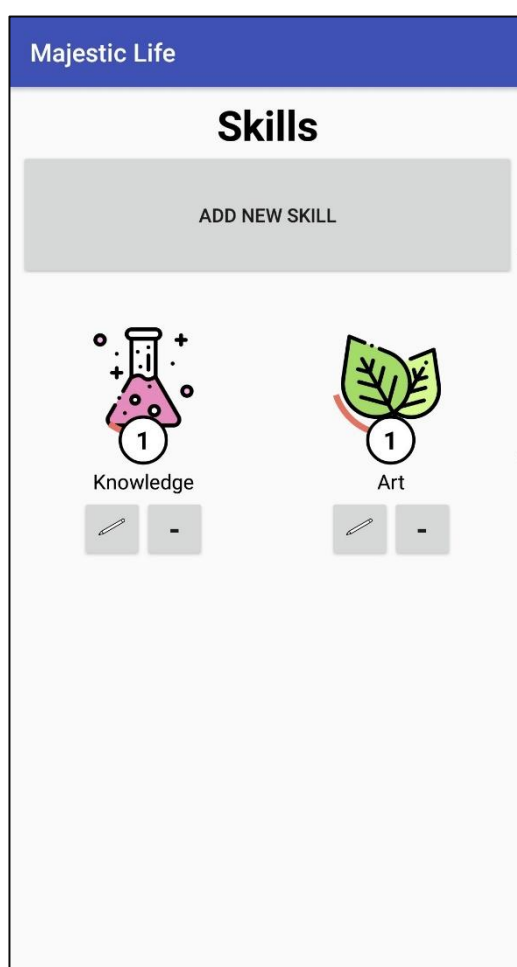 Majestic Life
Skills
ADD NEW SKILL
1
1
Knowledge
Art
-
-